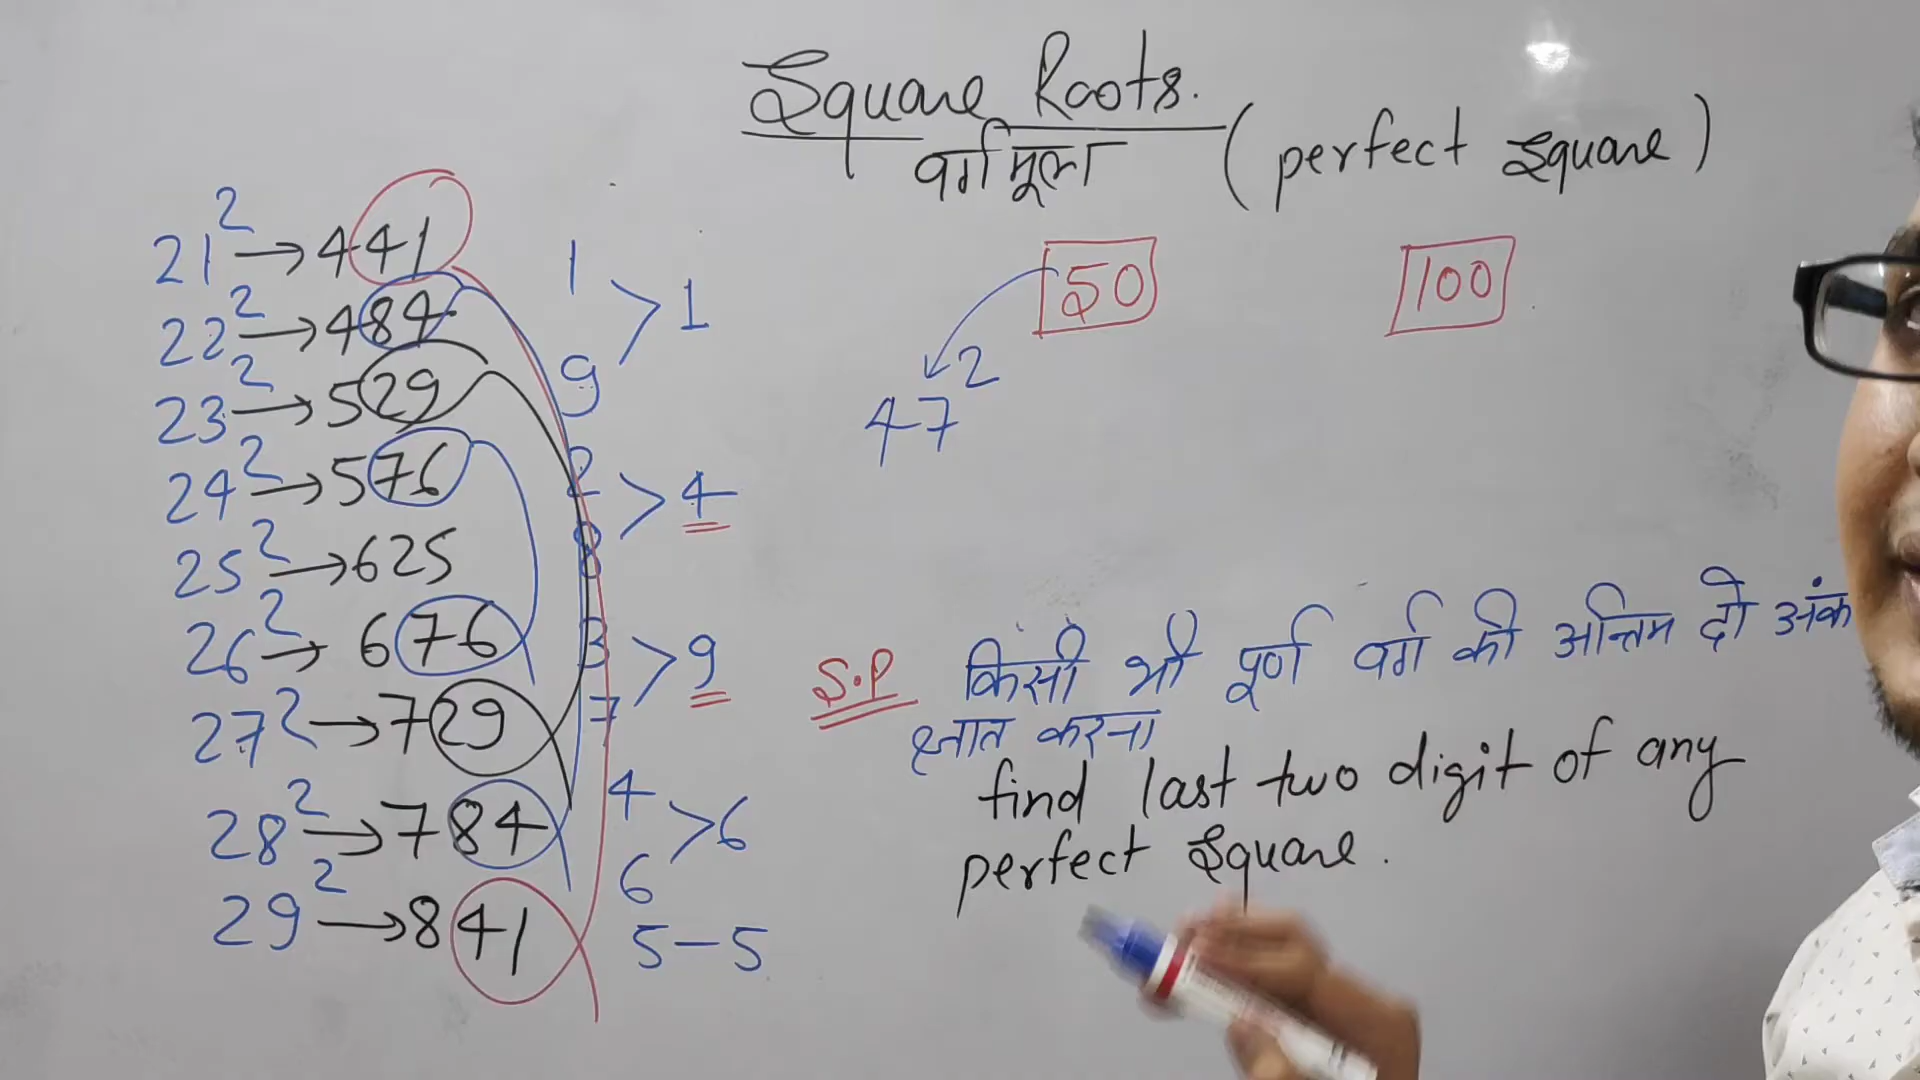 Square Roots.
वर्गमूल
(perfect Square)
21² → 441
22² → 484
23² → 529
24² → 576
25² → 625
26² → 676
27² → 729
28² → 784
29² → 841
1
9 > 1
2
8 > 4
3
7 > 9
4
6 > 6
5-5
50
100
47²
S.P किसी भी पूर्ण वर्ग की अन्तिम दो अंक
ज्ञात करना
find last two digit of any
perfect Square.